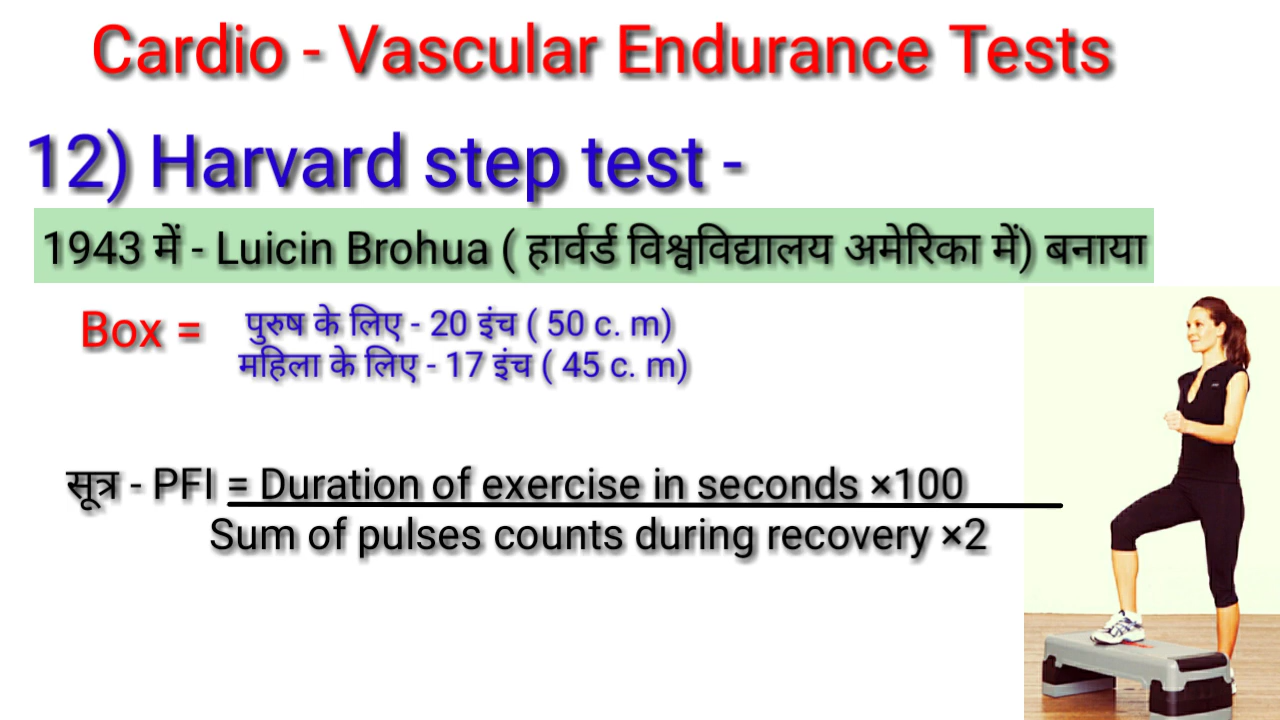 Cardio - Vascular Endurance Tests
12) Harvard step test -
1943 में - Luicin Brohua ( हार्वर्ड विश्वविद्यालय अमेरिका में) बनाया
Box =
पुरुष के लिए - 20 इंच ( 50 c. m)
महिला के लिए - 17 इंच ( 45 c. m)
सूत्र - PFI = Duration of exercise in seconds ×100
Sum of pulses counts during recovery ×2